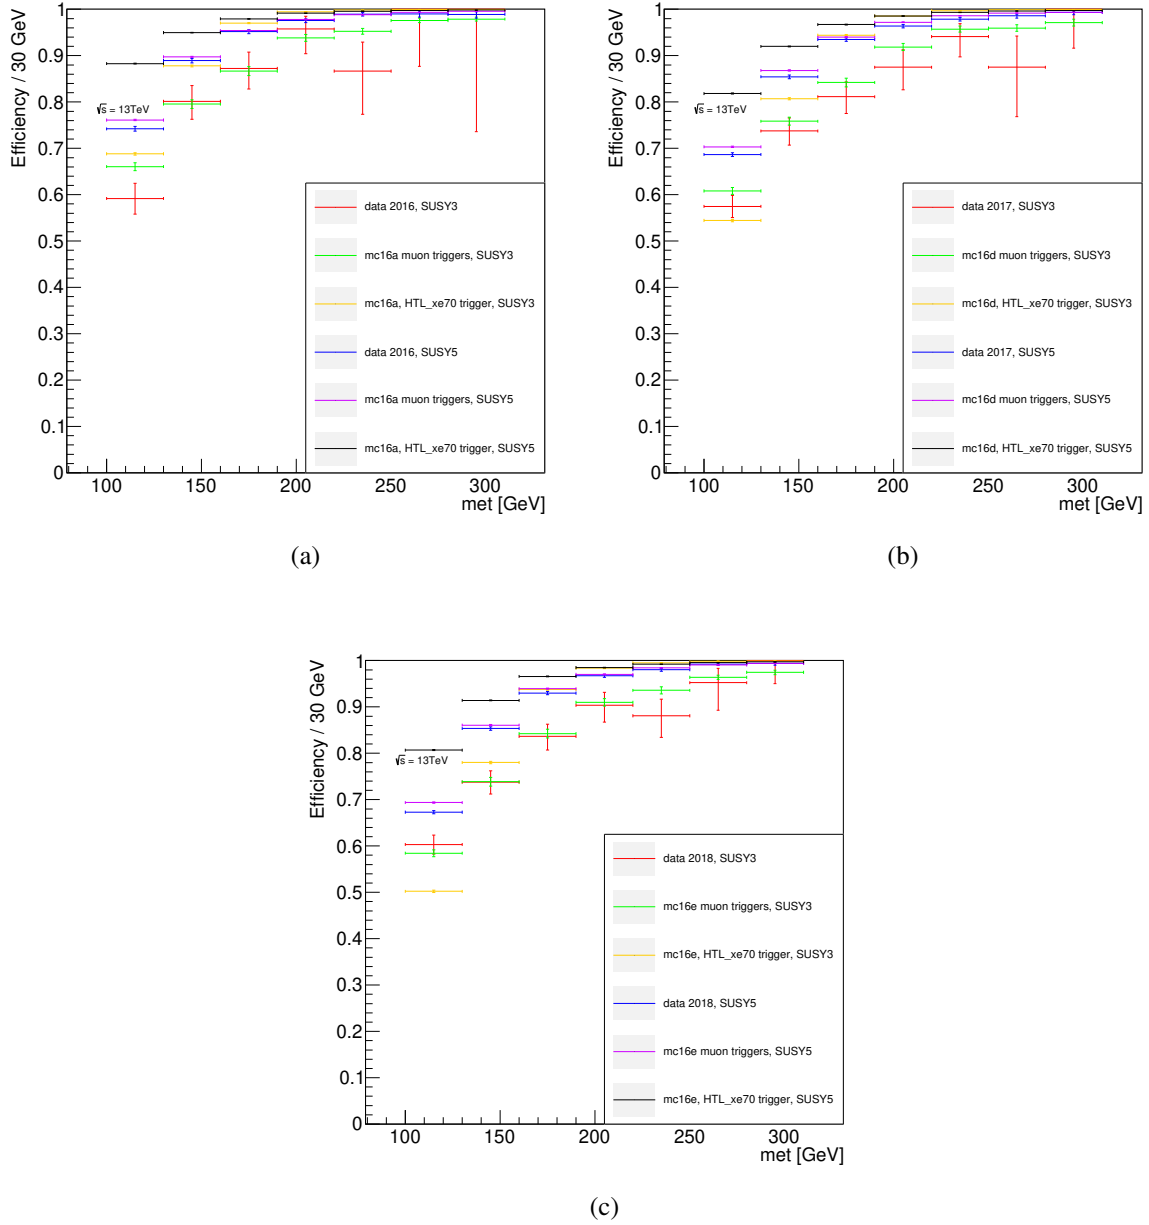 Efficiency / 30 GeV
1
0.9
0.8
0.7
0.6
0.5
0.4
0.3
0.2
0.1
0
√s = 13TeV
data 2016, SUSY3
mc16a muon triggers, SUSY3
mc16a, HTL_xe70 trigger, SUSY3
data 2016, SUSY5
mc16a muon triggers, SUSY5
mc16a, HTL_xe70 trigger, SUSY5
100 150 200 250 300
met [GeV]
(a)
Efficiency / 30 GeV
1
0.9
0.8
0.7
0.6
0.5
0.4
0.3
0.2
0.1
0
√s = 13TeV
data 2017, SUSY3
mc16d muon triggers, SUSY3
mc16d, HTL_xe70 trigger, SUSY3
data 2017, SUSY5
mc16d muon triggers, SUSY5
mc16d, HTL_xe70 trigger, SUSY5
100 150 200 250 300
met [GeV]
(b)
Efficiency / 30 GeV
1
0.9
0.8
0.7
0.6
0.5
0.4
0.3
0.2
0.1
0
√s = 13TeV
data 2018, SUSY3
mc16e muon triggers, SUSY3
mc16e, HTL_xe70 trigger, SUSY3
data 2018, SUSY5
mc16e muon triggers, SUSY5
mc16e, HTL_xe70 trigger, SUSY5
100 150 200 250 300
met [GeV]
(c)